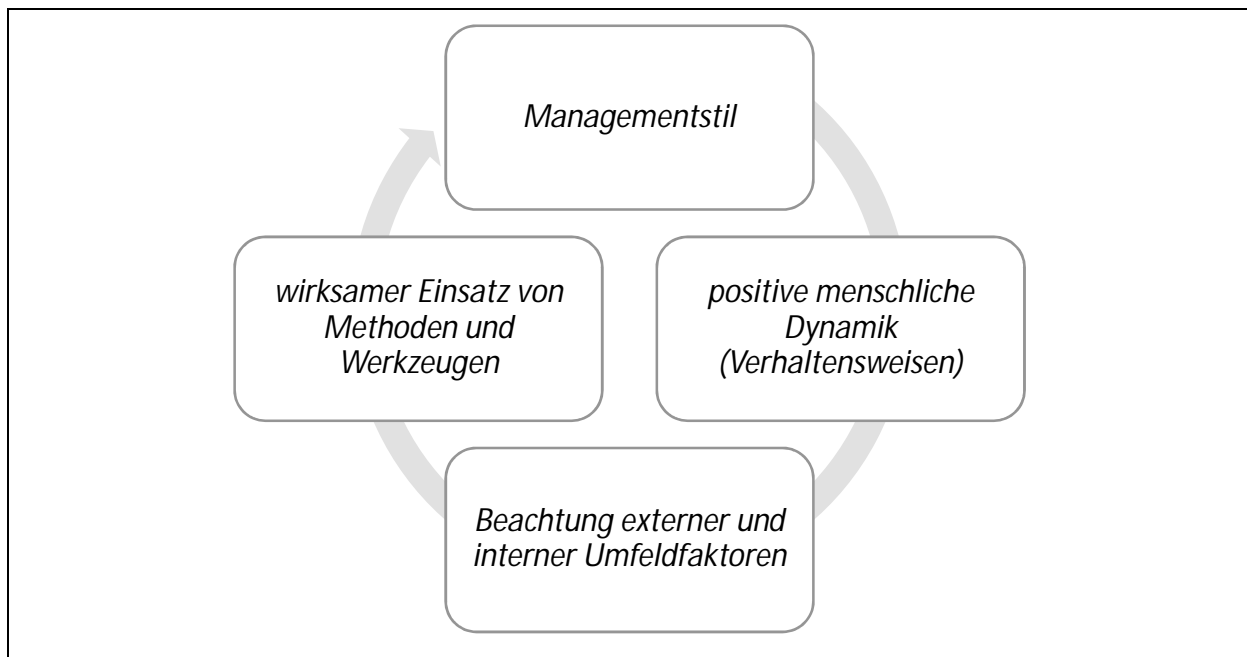 Managementstil
wirksamer Einsatz von
Methoden und
Werkzeugen
positive menschliche
Dynamik
(Verhaltensweisen)
Beachtung externer und
interner Umfeldfaktoren